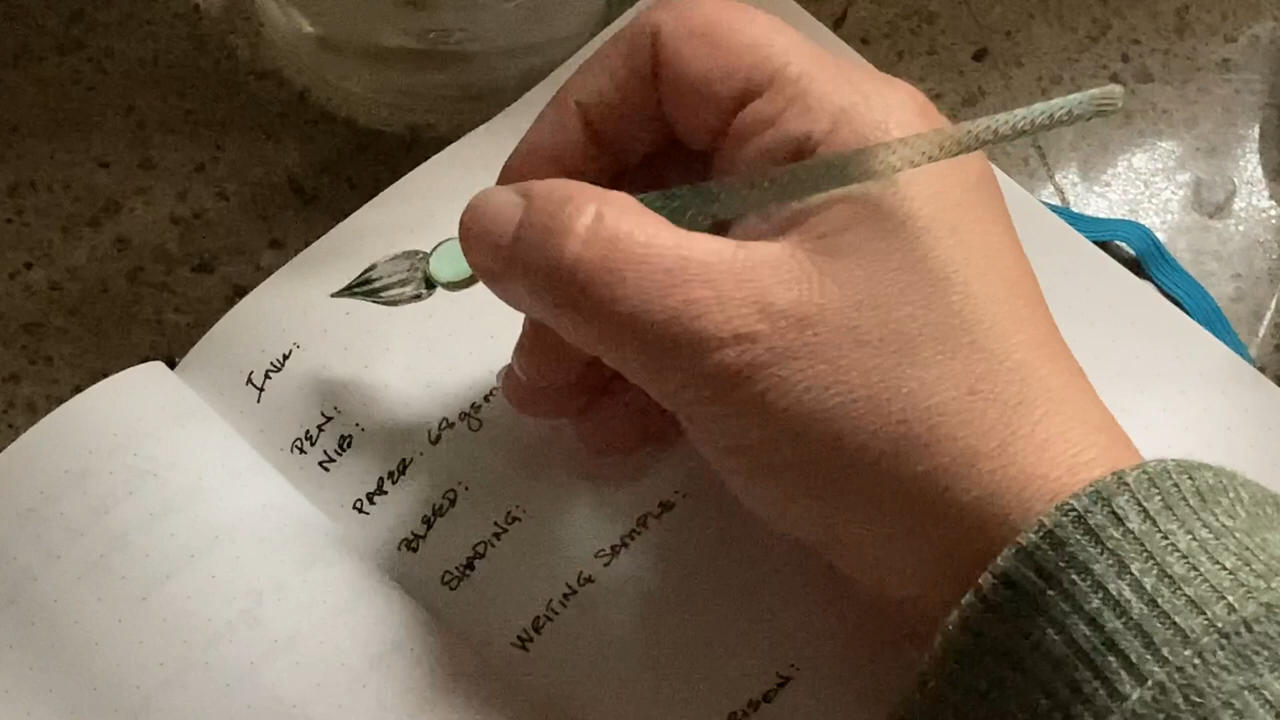 Ink:
PEN:
NIB:
PAPER: 68gsm
BLEED:
SHADING:
WRITING SAMPLE: